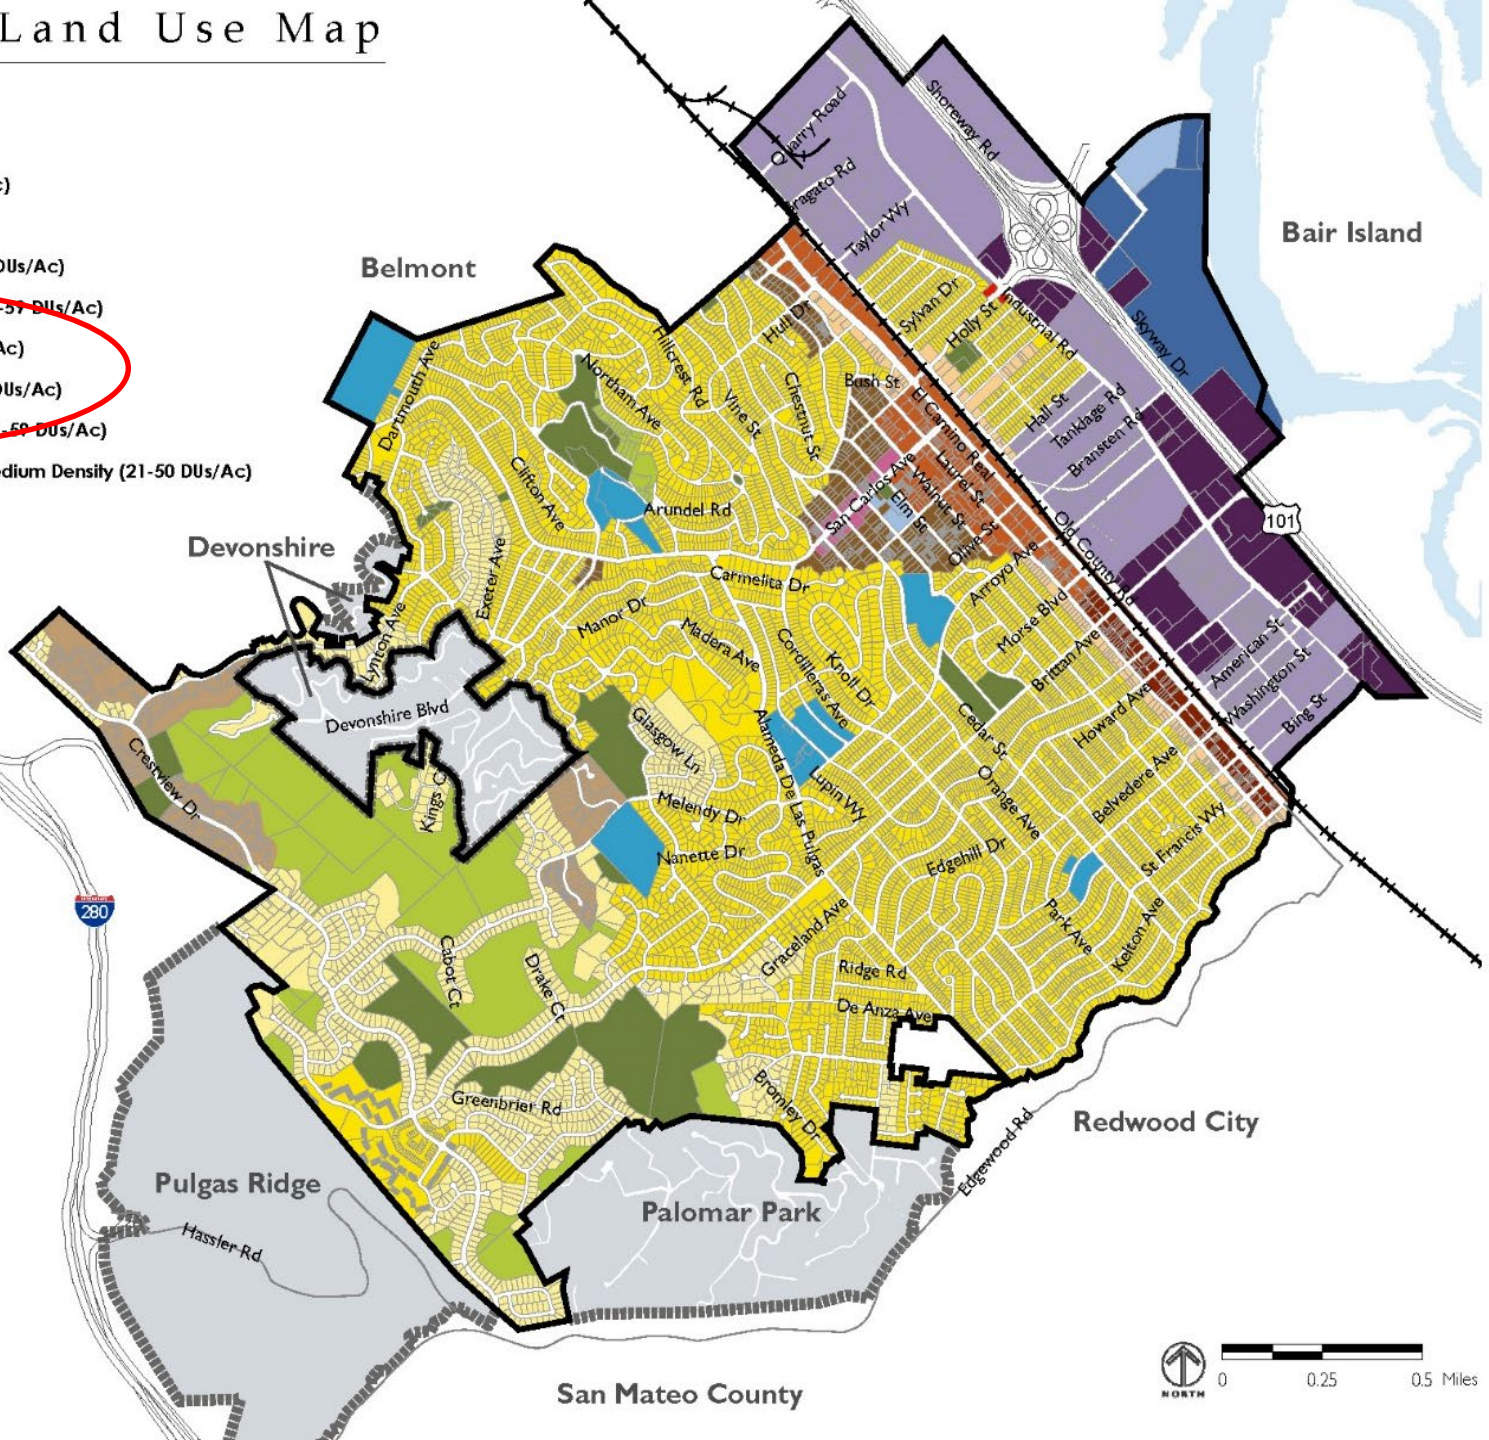 Land Use Map
c)
DUs/Ac)
-59 DUs/Ac)
Ac)
DUs/Ac)
-59 DUs/Ac)
edium Density (21-50 DUs/Ac)
Belmont
Devonshire
Bair Island
Quarry Road
Shoreway Rd
ragato Rd
Taylor Wy
Sylvan Dr
Holly St
Industrial Rd
Skyway Dr
Hull Dr
Hillcrest Rd
Northam Ave
Dartmouth Ave
Vine St
Chestnut St
Bush St
El Camino Real
Hall St
Tanklage Rd
Bransten Rd
Clifton Ave
Arundel Rd
San Carlos Ave
Laurel St
Walnut St
Elm St
Olive St
Old County Rd
101
Exeter Ave
Carmelita Dr
Arroyo Ave
Manor Dr
Madera Ave
Cordilleras Ave
Knoll Dr
Morse Blvd
Brittan Ave
American St
Washington St
Bing St
Lynton Ave
Devonshire Blvd
Glasgow Ln
Alameda De Las Pulgas
Cedar St
Howard Ave
Crestview Dr
Kings C
Melendy Dr
Lupin Wy
Orange Ave
Belvedere Ave
Nanette Dr
Edgehill Dr
St Francis Wy
280
Cabot Ct
Drake Ct
Graceland Ave
Park Ave
Kelton Ave
Ridge Rd
De Anza Ave
Greenbrier Rd
Bromley Dr
Redwood City
Edgewood Rd
Pulgas Ridge
Palomar Park
Hassler Rd
San Mateo County
NORTH
0 0.25 0.5 Miles